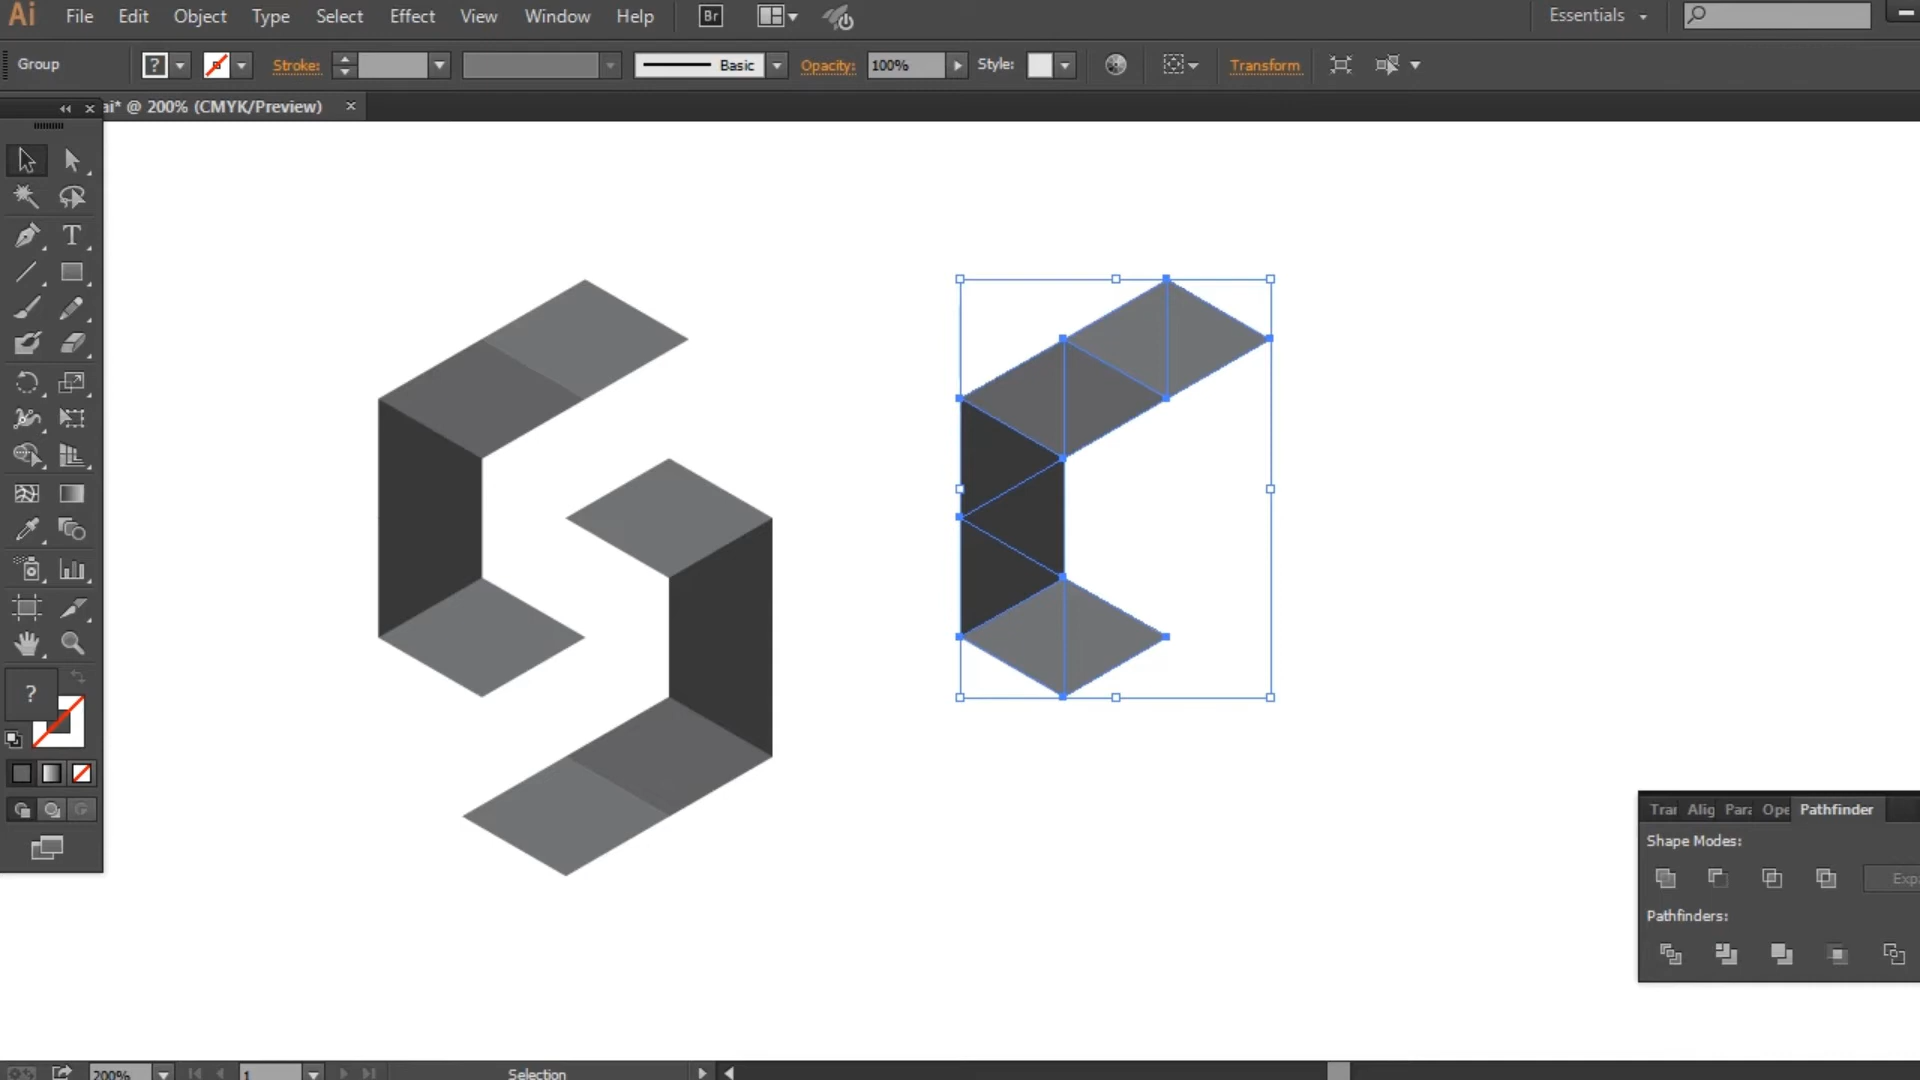 Ai File Edit Object Type Select Effect View Window Help Br Essentials
Group ? Stroke: Basic Opacity: 100% Style: Transform
ai* @ 200% (CMYK/Preview) ×
T
?
Pathfinder
Shape Modes:
Pathfinders:
200% 1 Selection